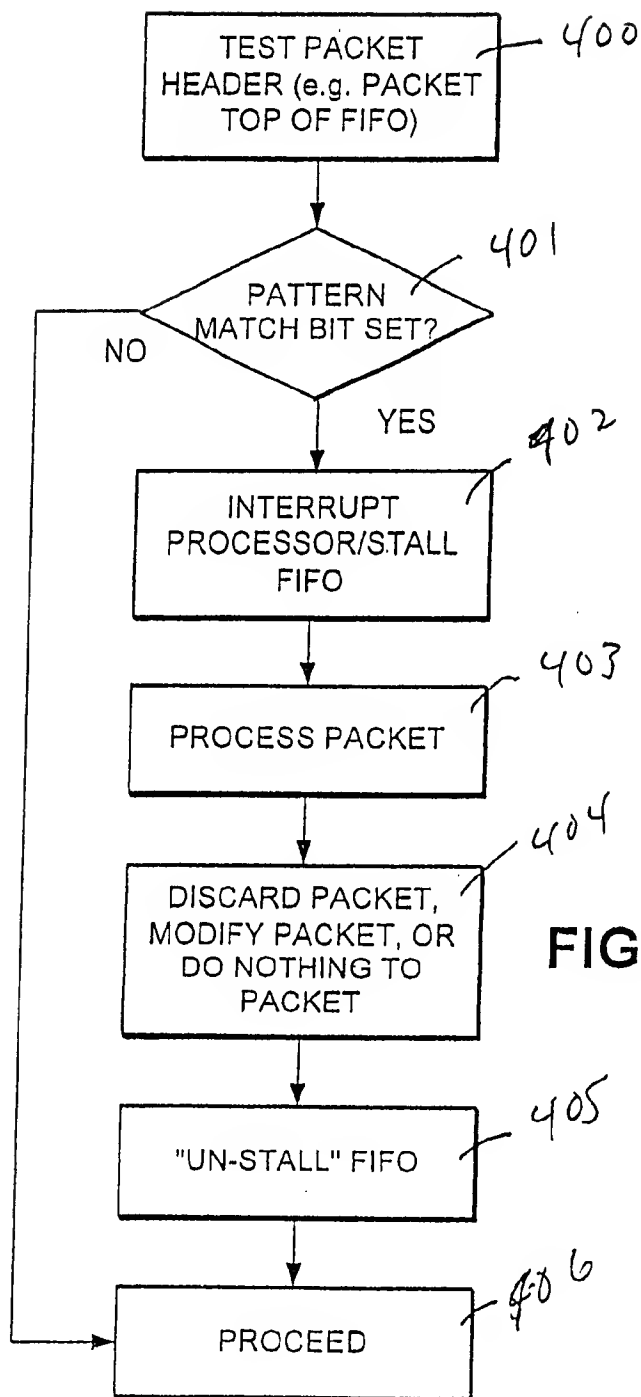 TEST PACKET
HEADER (e.g. PACKET
TOP OF FIFO)
400
PATTERN
MATCH BIT SET?
401
NO
YES
INTERRUPT
PROCESSOR/STALL
FIFO
402
PROCESS PACKET
403
DISCARD PACKET,
MODIFY PACKET, OR
DO NOTHING TO
PACKET
404
FIG
"UN-STALL" FIFO
405
PROCEED
406